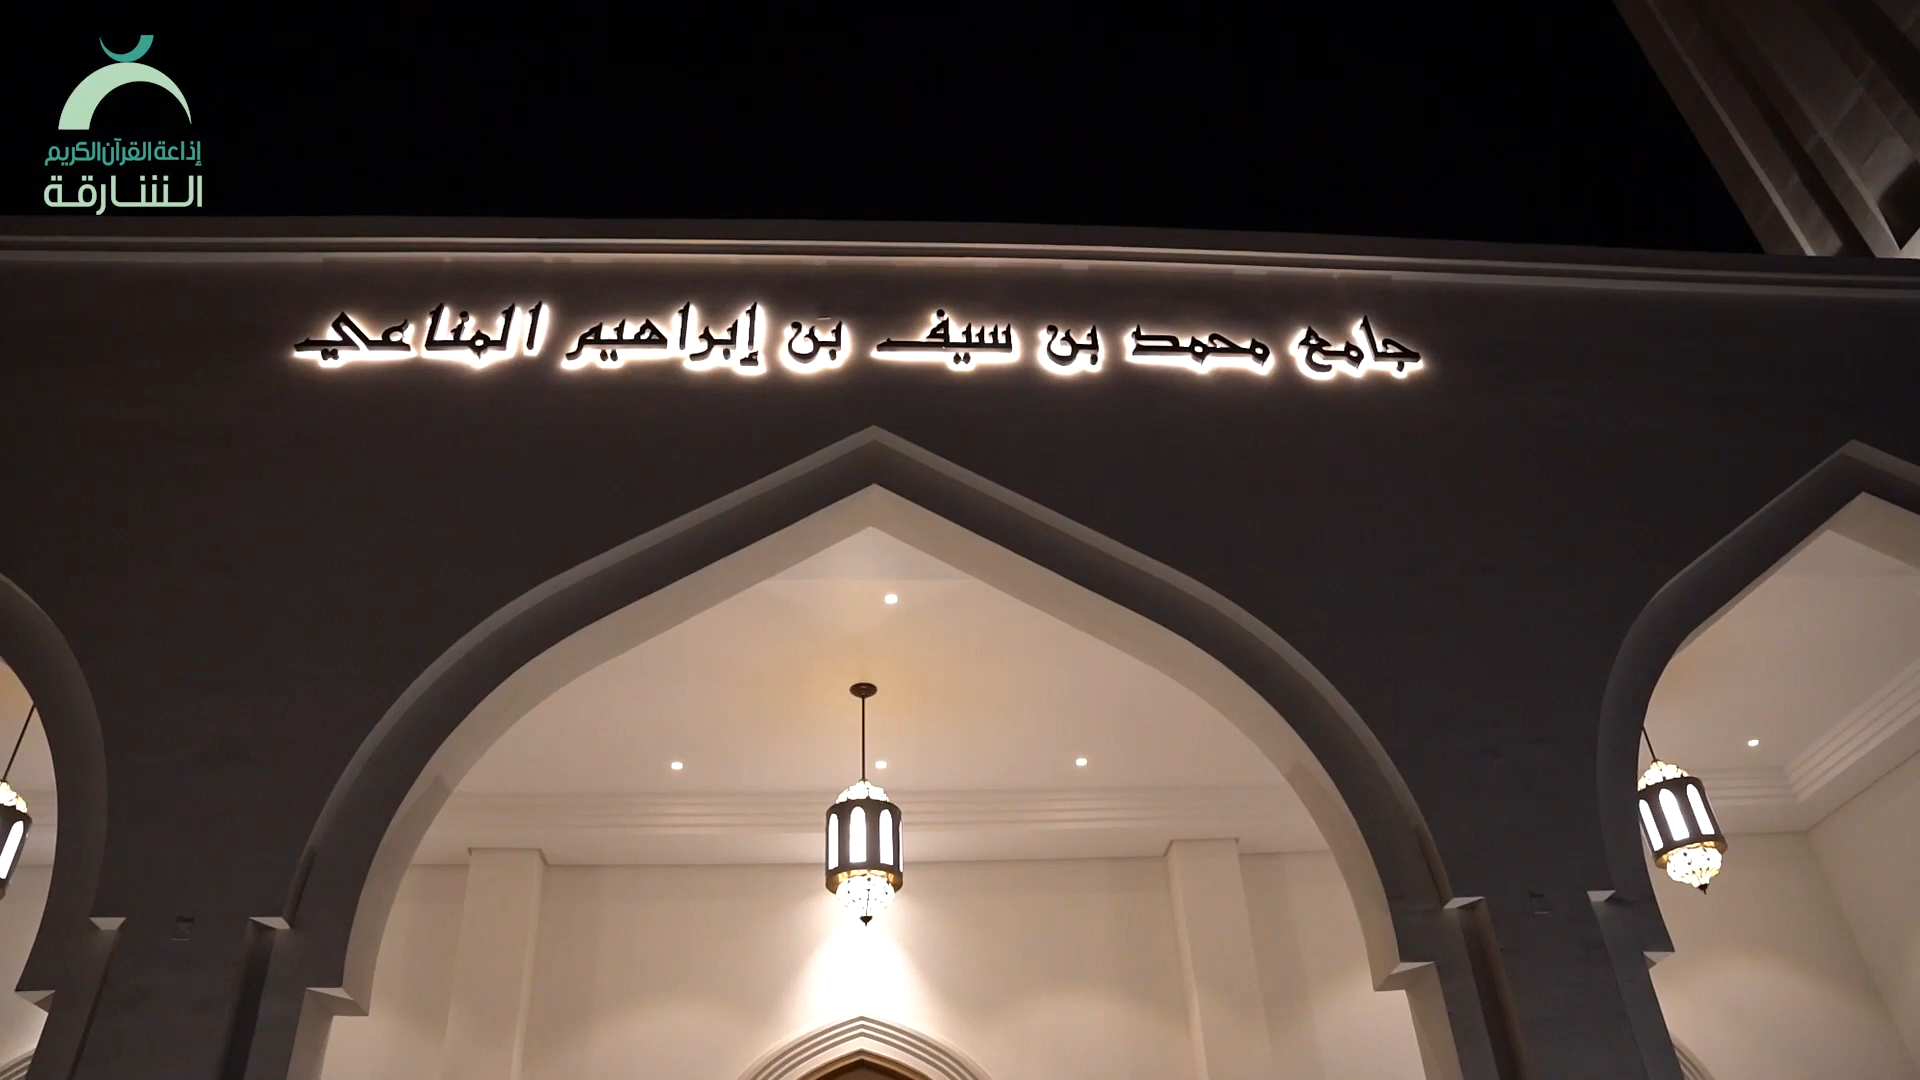 إذاعة القرآن الكريم
الشارقة
جامع محمد بن سيف بن إبراهيم المناعي